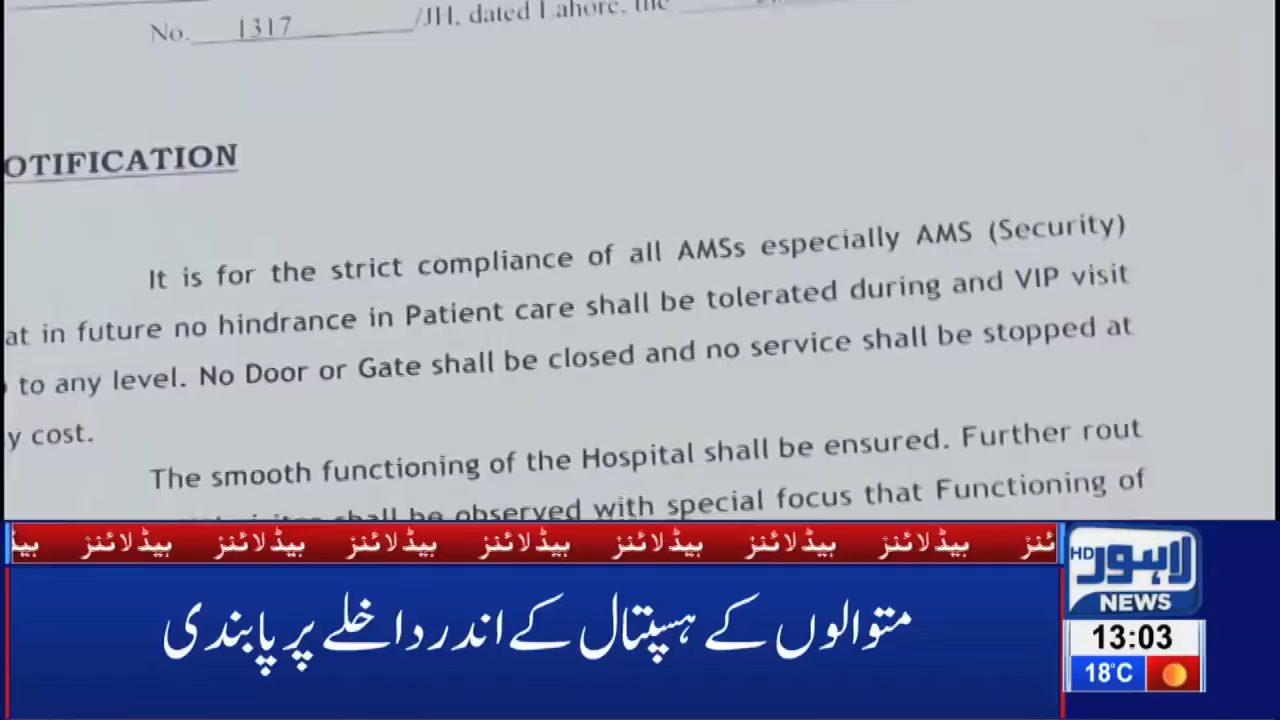 No. 1317 /JH, dated Lahore, the
OTIFICATION
It is for the strict compliance of all AMSs especially AMS (Security)
at in future no hindrance in Patient care shall be tolerated during and VIP visit
to any level. No Door or Gate shall be closed and no service shall be stopped at
y cost.
The smooth functioning of the Hospital shall be ensured. Further rout
shall be observed with special focus that Functioning of
ہیڈلائنز ہیڈلائنز ہیڈلائنز ہیڈلائنز ہیڈلائنز ہیڈلائنز ہیڈلائنز
متوالوں کے ہسپتال کے اندر داخلے پر پابندی
HD لاہور
NEWS
13:03
18°C